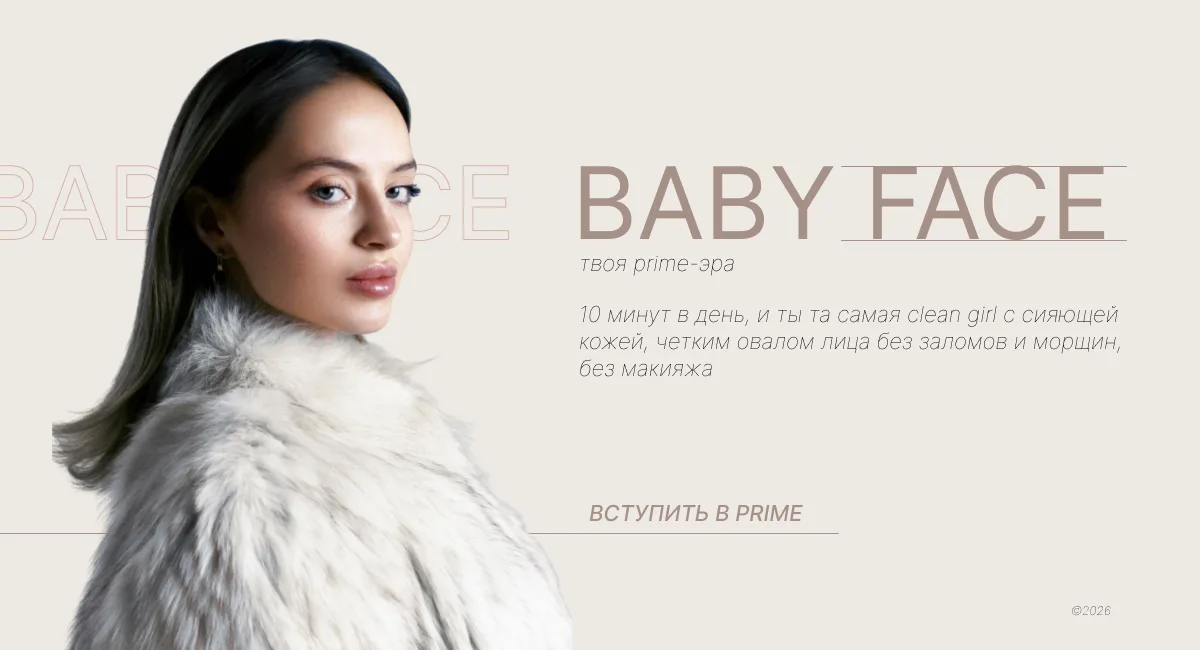 BABY FACE
BABY FACE
твоя prime-эра
10 минут в день, и ты та самая clean girl с сияющей
кожей, четким овалом лица без заломов и морщин,
без макияжа
ВСТУПИТЬ В PRIME
©2026